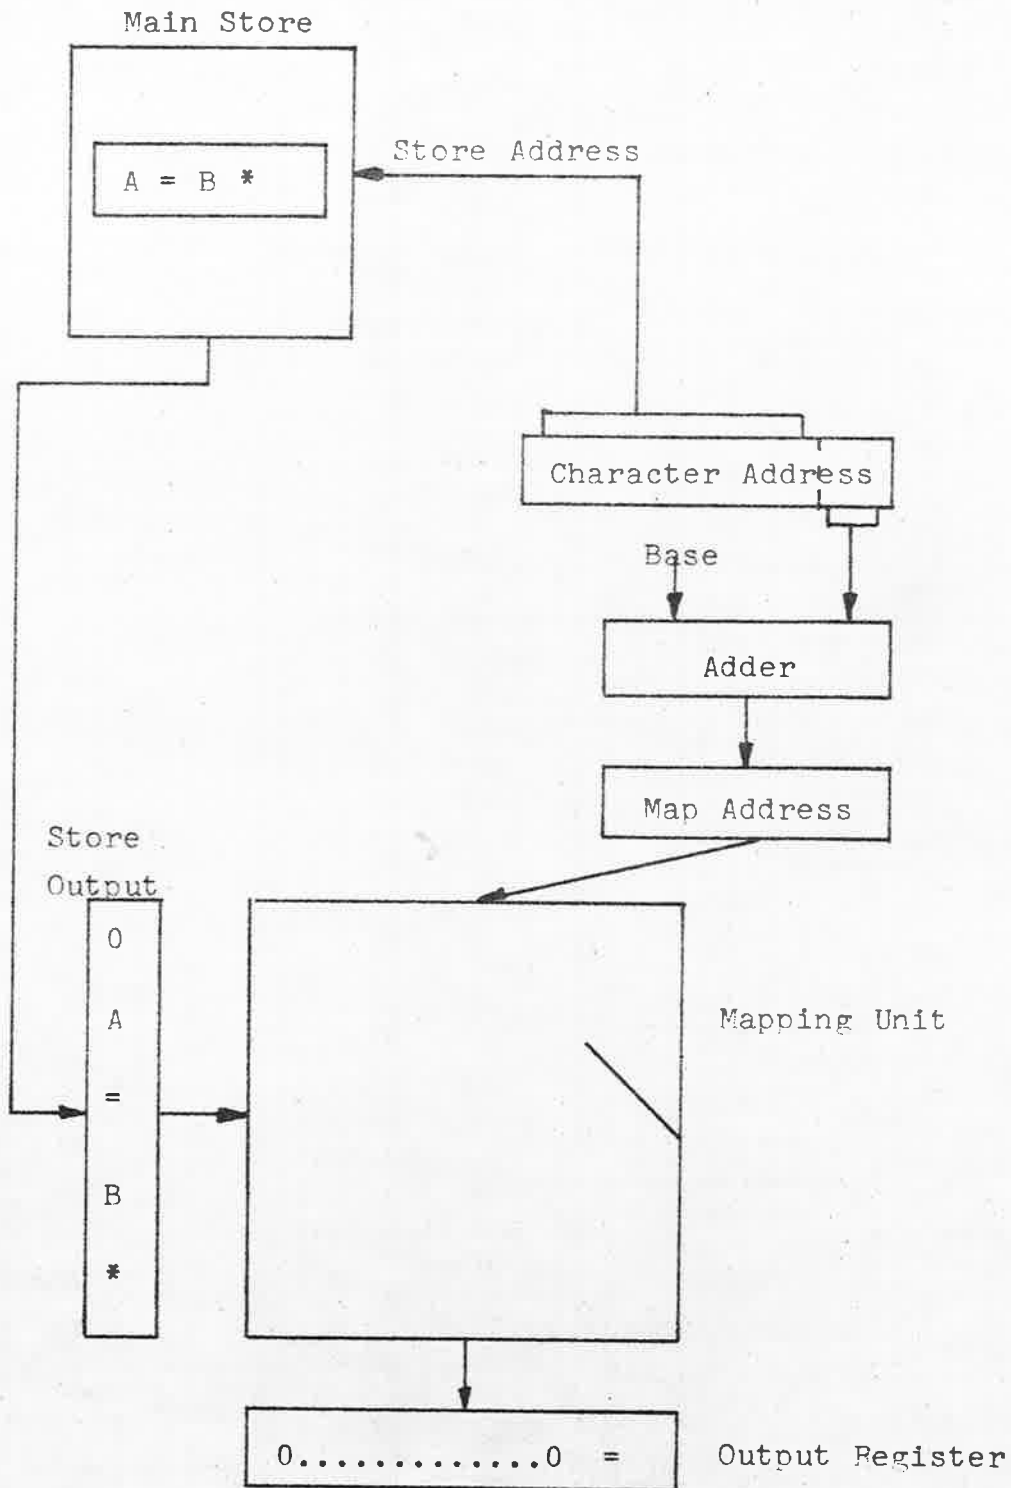 Main Store
A = B *
Store Address
Character Address
Base
Adder
Map Address
Store
Output
0
A
=
B
*
Mapping Unit
0.............0 =
Output Register